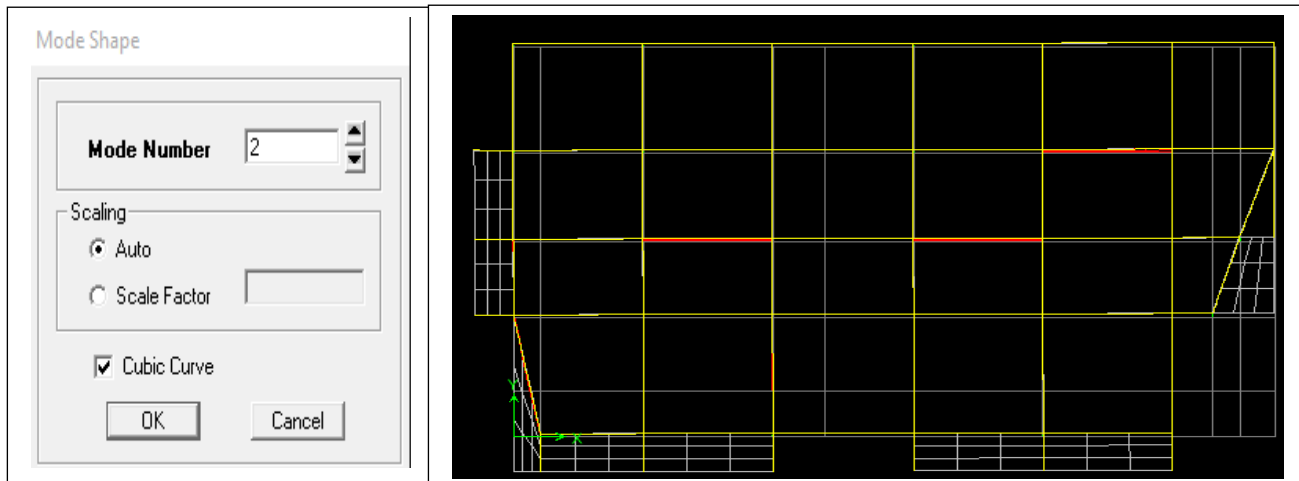 Mode Shape
Mode Number 2
Scaling
Auto
Scale Factor
Cubic Curve
OK Cancel
Y
X